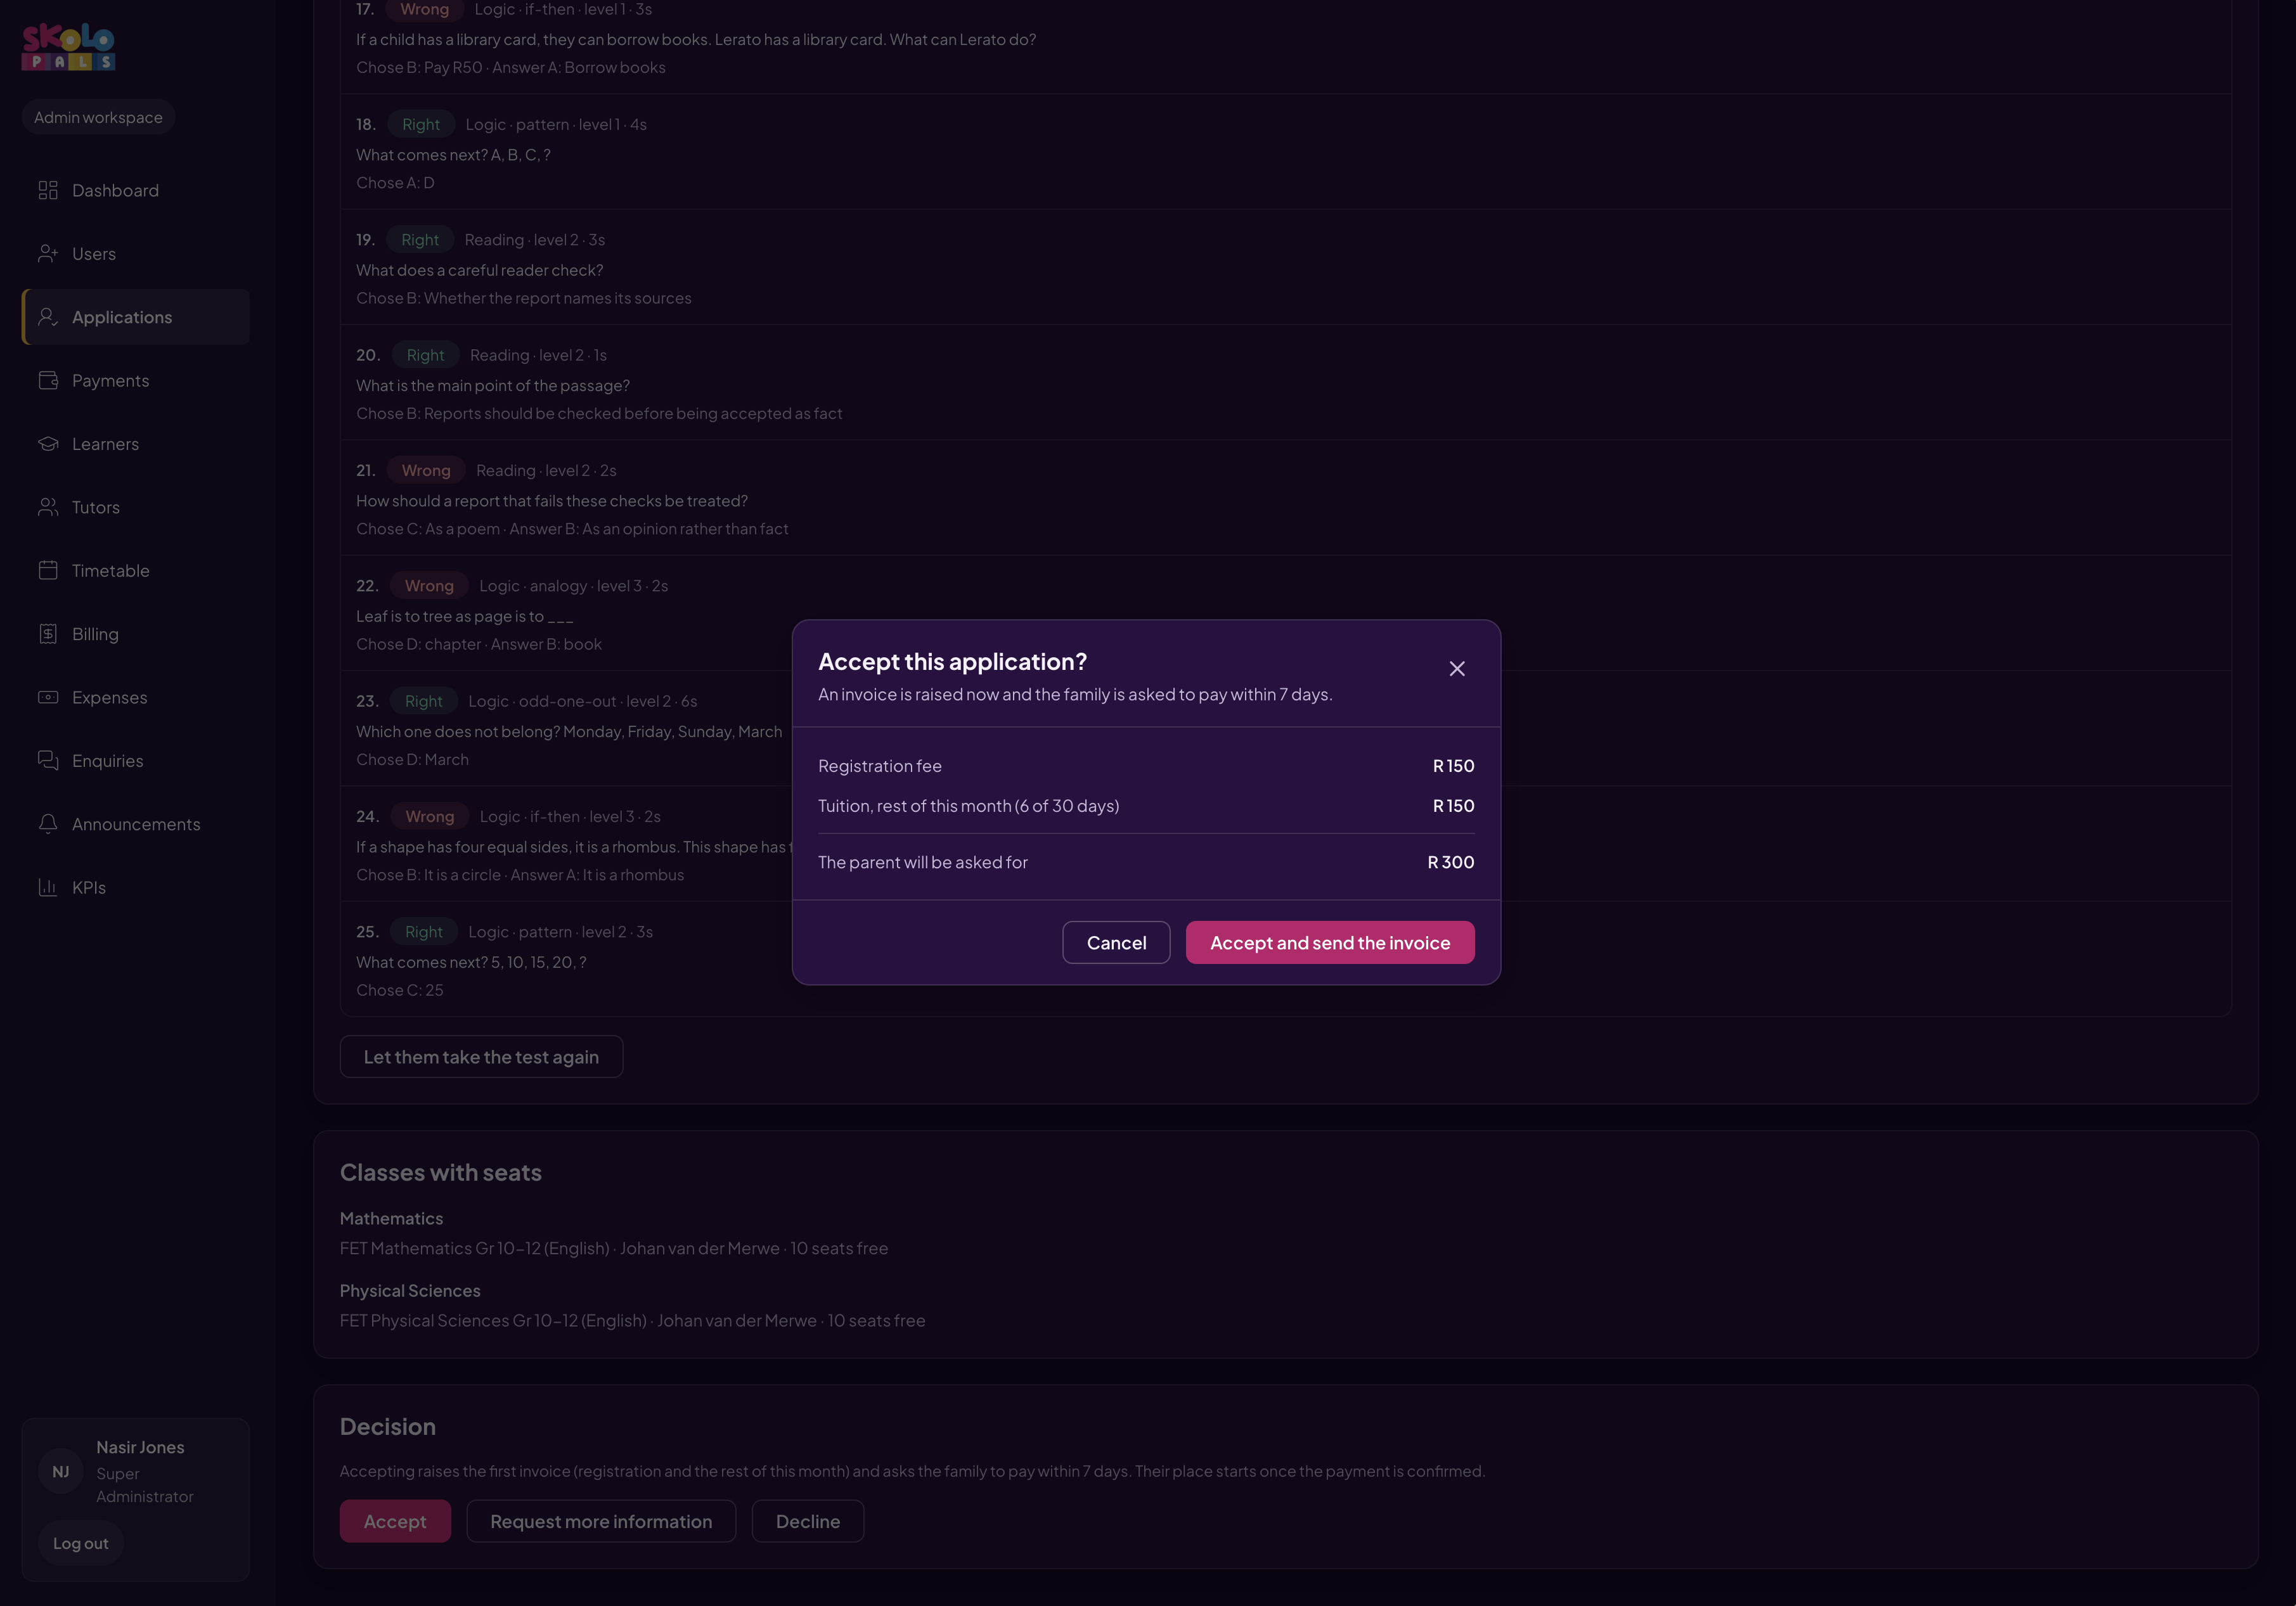 SKOLO
PALS
Admin workspace
Dashboard
Users
Applications
Payments
Learners
Tutors
Timetable
Billing
Expenses
Enquiries
Announcements
KPIs
NJ
Nasir Jones
Super
Administrator
Log out
17. Wrong Logic · if-then · level 1 · 3s
If a child has a library card, they can borrow books. Lerato has a library card. What can Lerato do?
Chose B: Pay R50 · Answer A: Borrow books
18. Right Logic · pattern · level 1 · 4s
What comes next? A, B, C, ?
Chose A: D
19. Right Reading · level 2 · 3s
What does a careful reader check?
Chose B: Whether the report names its sources
20. Right Reading · level 2 · 1s
What is the main point of the passage?
Chose B: Reports should be checked before being accepted as fact
21. Wrong Reading · level 2 · 2s
How should a report that fails these checks be treated?
Chose C: As a poem · Answer B: As an opinion rather than fact
22. Wrong Logic · analogy · level 3 · 2s
Leaf is to tree as page is to ___
Chose D: chapter · Answer B: book
23. Right Logic · odd-one-out · level 2 · 6s
Which one does not belong? Monday, Friday, Sunday, March
Chose D: March
24. Wrong Logic · if-then · level 3 · 2s
If a shape has four equal sides, it is a rhombus. This shape has
Chose B: It is a circle · Answer A: It is a rhombus
25. Right Logic · pattern · level 2 · 3s
What comes next? 5, 10, 15, 20, ?
Chose C: 25
Let them take the test again
Accept this application?
An invoice is raised now and the family is asked to pay within 7 days.
Registration fee R 150
Tuition, rest of this month (6 of 30 days) R 150
The parent will be asked for R 300
Cancel Accept and send the invoice
Classes with seats
Mathematics
FET Mathematics Gr 10–12 (English) · Johan van der Merwe · 10 seats free
Physical Sciences
FET Physical Sciences Gr 10–12 (English) · Johan van der Merwe · 10 seats free
Decision
Accepting raises the first invoice (registration and the rest of this month) and asks the family to pay within 7 days. Their place starts once the payment is confirmed.
Accept Request more information Decline